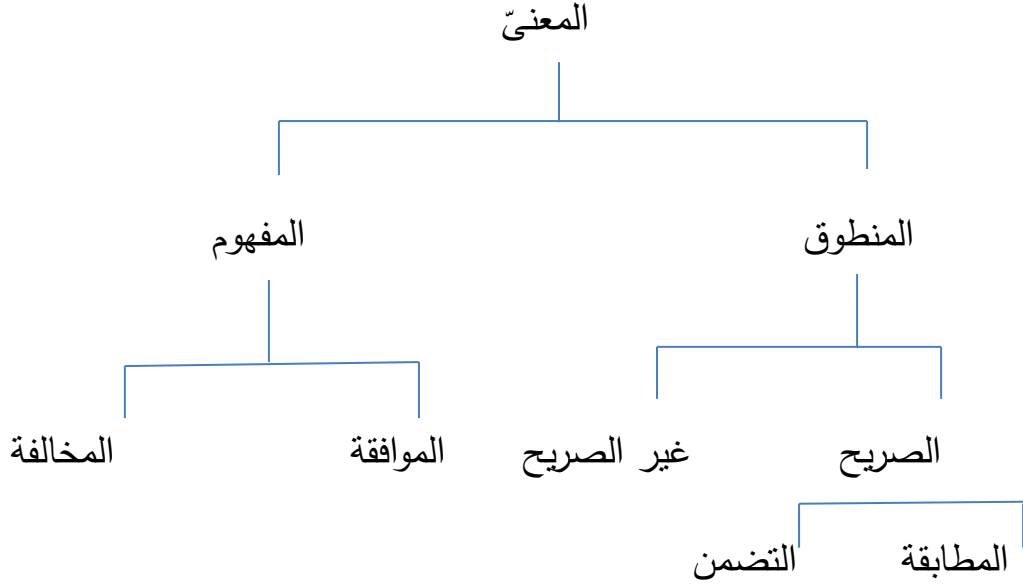 المعنىّ
المنطوق المفهوم
الصريح غير الصريح الموافقة المخالفة
المطابقة التضمن